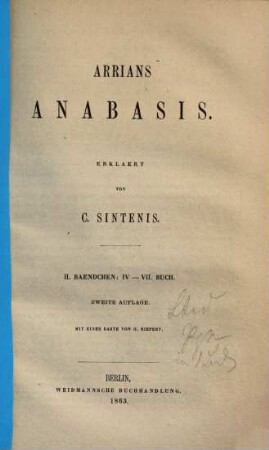 ARRIANS
ANABASIS.
ERKLAERT
VON
C. SINTENIS.
II. BAENDCHEN: IV — VII. BUCH.
ZWEITE AUFLAGE.
MIT EINER KARTE VON H. KIEPERT.
BERLIN,
WEIDMANNSCHE BUCHHANDLUNG.
1863.